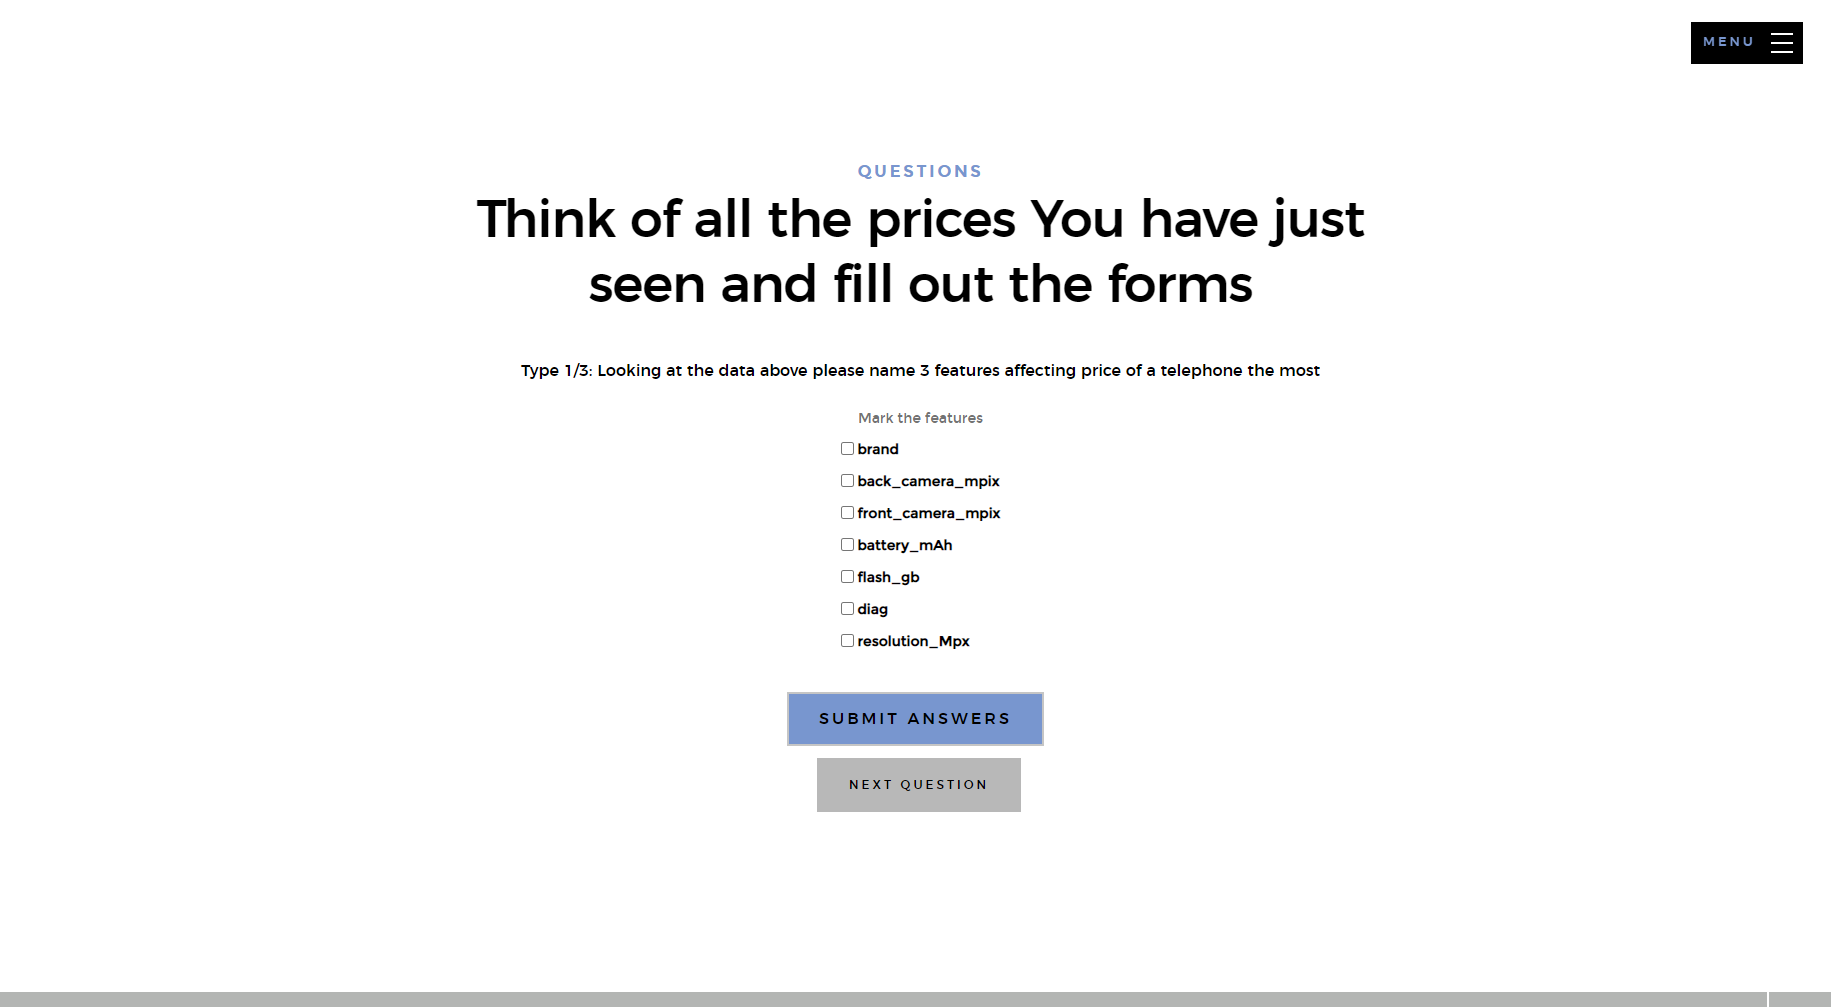 MENU
QUESTIONS
Think of all the prices You have just
seen and fill out the forms
Type 1/3: Looking at the data above please name 3 features affecting price of a telephone the most
Mark the features
brand
back_camera_mpix
front_camera_mpix
battery_mAh
flash_gb
diag
resolution_Mpx
SUBMIT ANSWERS
NEXT QUESTION